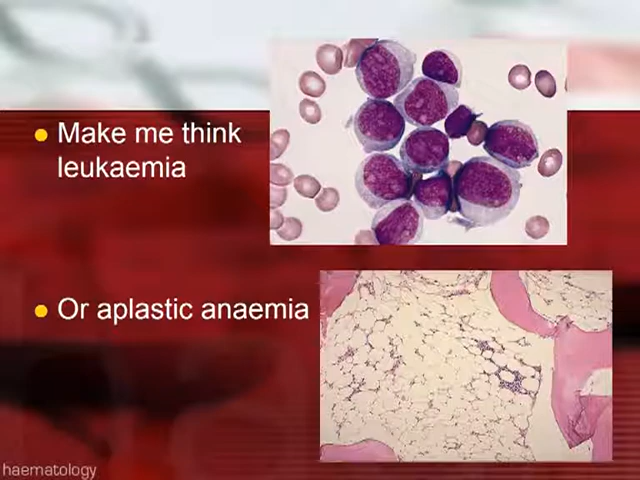 Make me think
leukaemia
Or aplastic anaemia
haematology